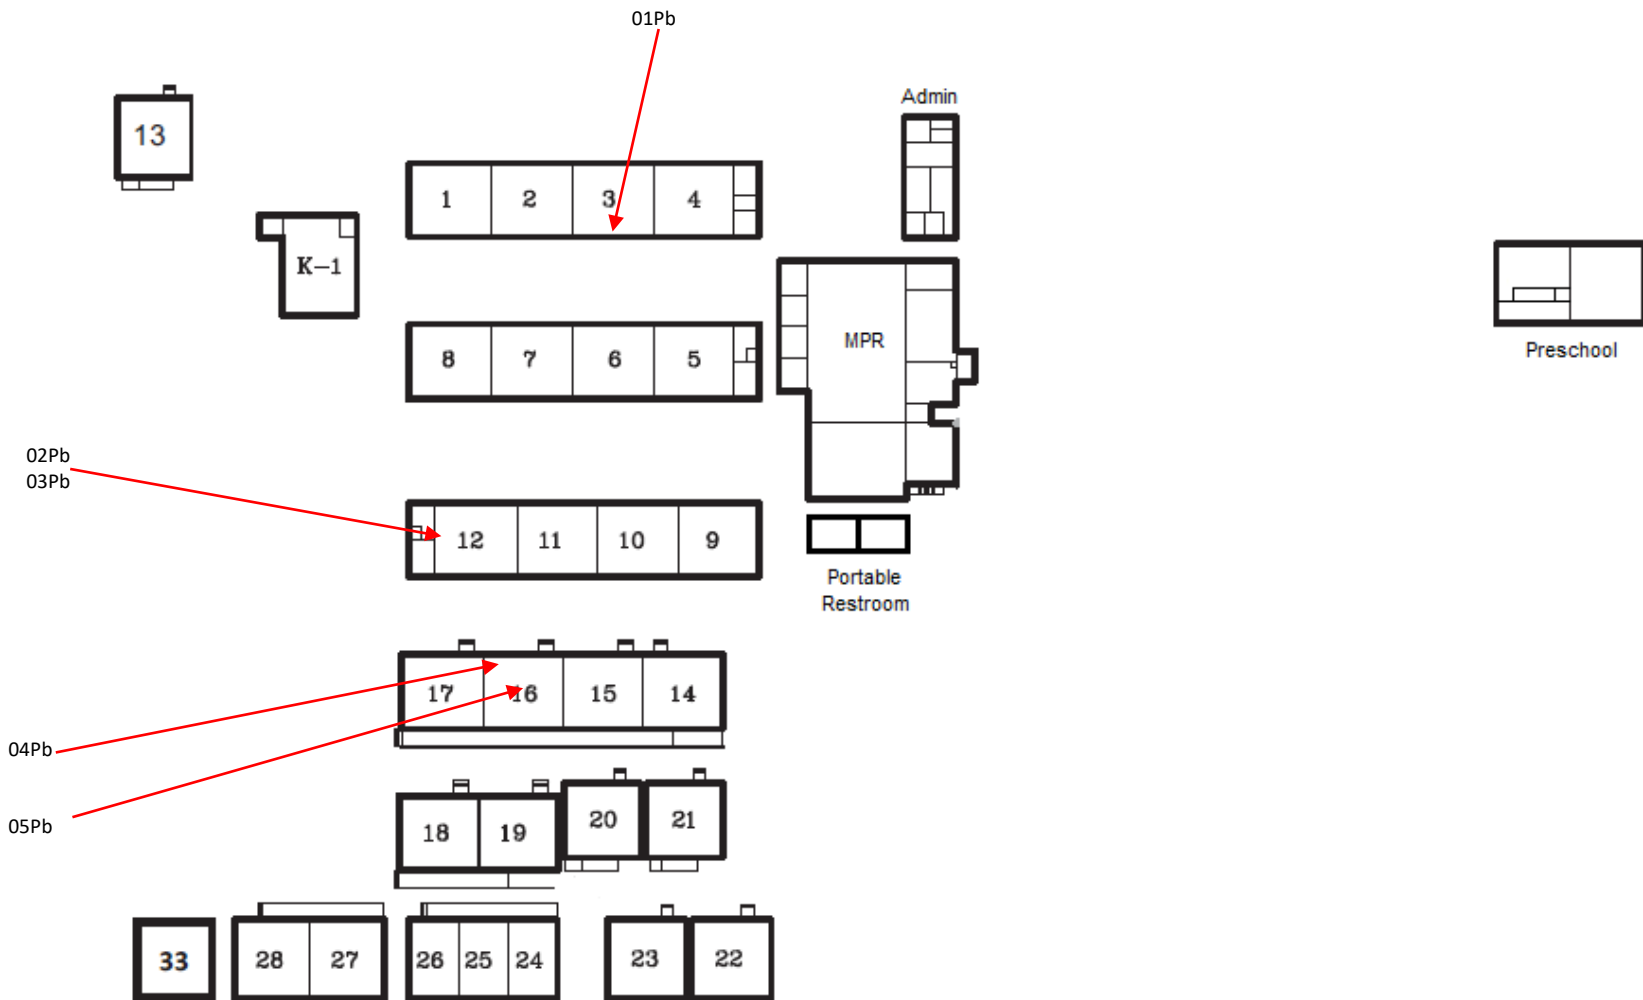 01Pb
Admin
13
1 2 3 4
K-1
MPR
8 7 6 5
Preschool
02Pb
03Pb
12 11 10 9
Portable
Restroom
17 16 15 14
04Pb
05Pb
18 19 20 21
33 28 27 26 25 24 23 22